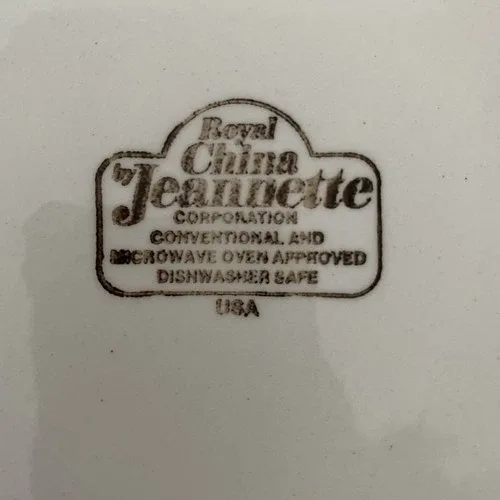 Royal
China
by Jeannette
CORPORATION
CONVENTIONAL AND
MICROWAVE OVEN APPROVED
DISHWASHER SAFE
USA